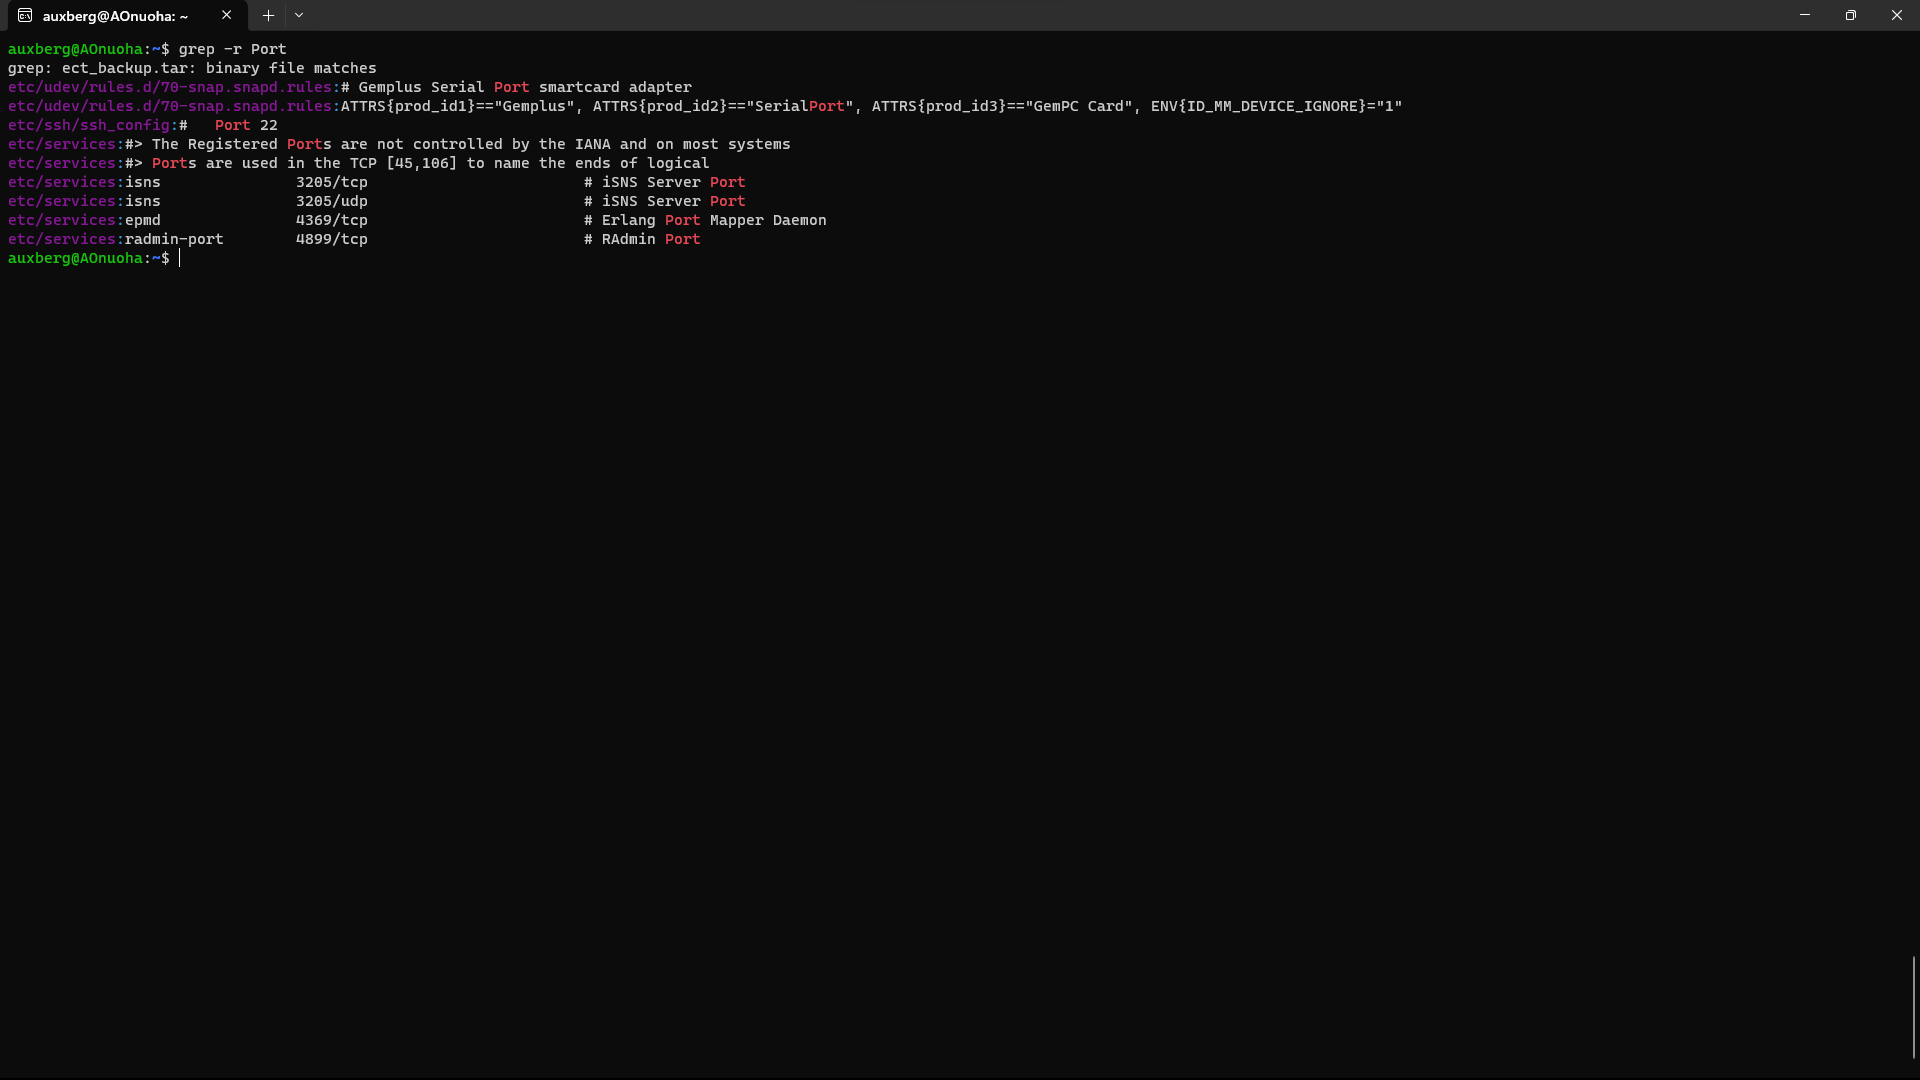 auxberg@AOnuoha: ~
auxberg@AOnuoha:~$ grep -r Port
grep: ect_backup.tar: binary file matches
etc/udev/rules.d/70-snap.snapd.rules:# Gemplus Serial Port smartcard adapter
etc/udev/rules.d/70-snap.snapd.rules:ATTRS{prod_id1}=="Gemplus", ATTRS{prod_id2}=="SerialPort", ATTRS{prod_id3}=="GemPC Card", ENV{ID_MM_DEVICE_IGNORE}="1"
etc/ssh/ssh_config:#   Port 22
etc/services:#> The Registered Ports are not controlled by the IANA and on most systems
etc/services:#> Ports are used in the TCP [45,106] to name the ends of logical
etc/services:isns               3205/tcp                        # iSNS Server Port
etc/services:isns               3205/udp                        # iSNS Server Port
etc/services:epmd               4369/tcp                        # Erlang Port Mapper Daemon
etc/services:radmin-port        4899/tcp                        # RAdmin Port
auxberg@AOnuoha:~$